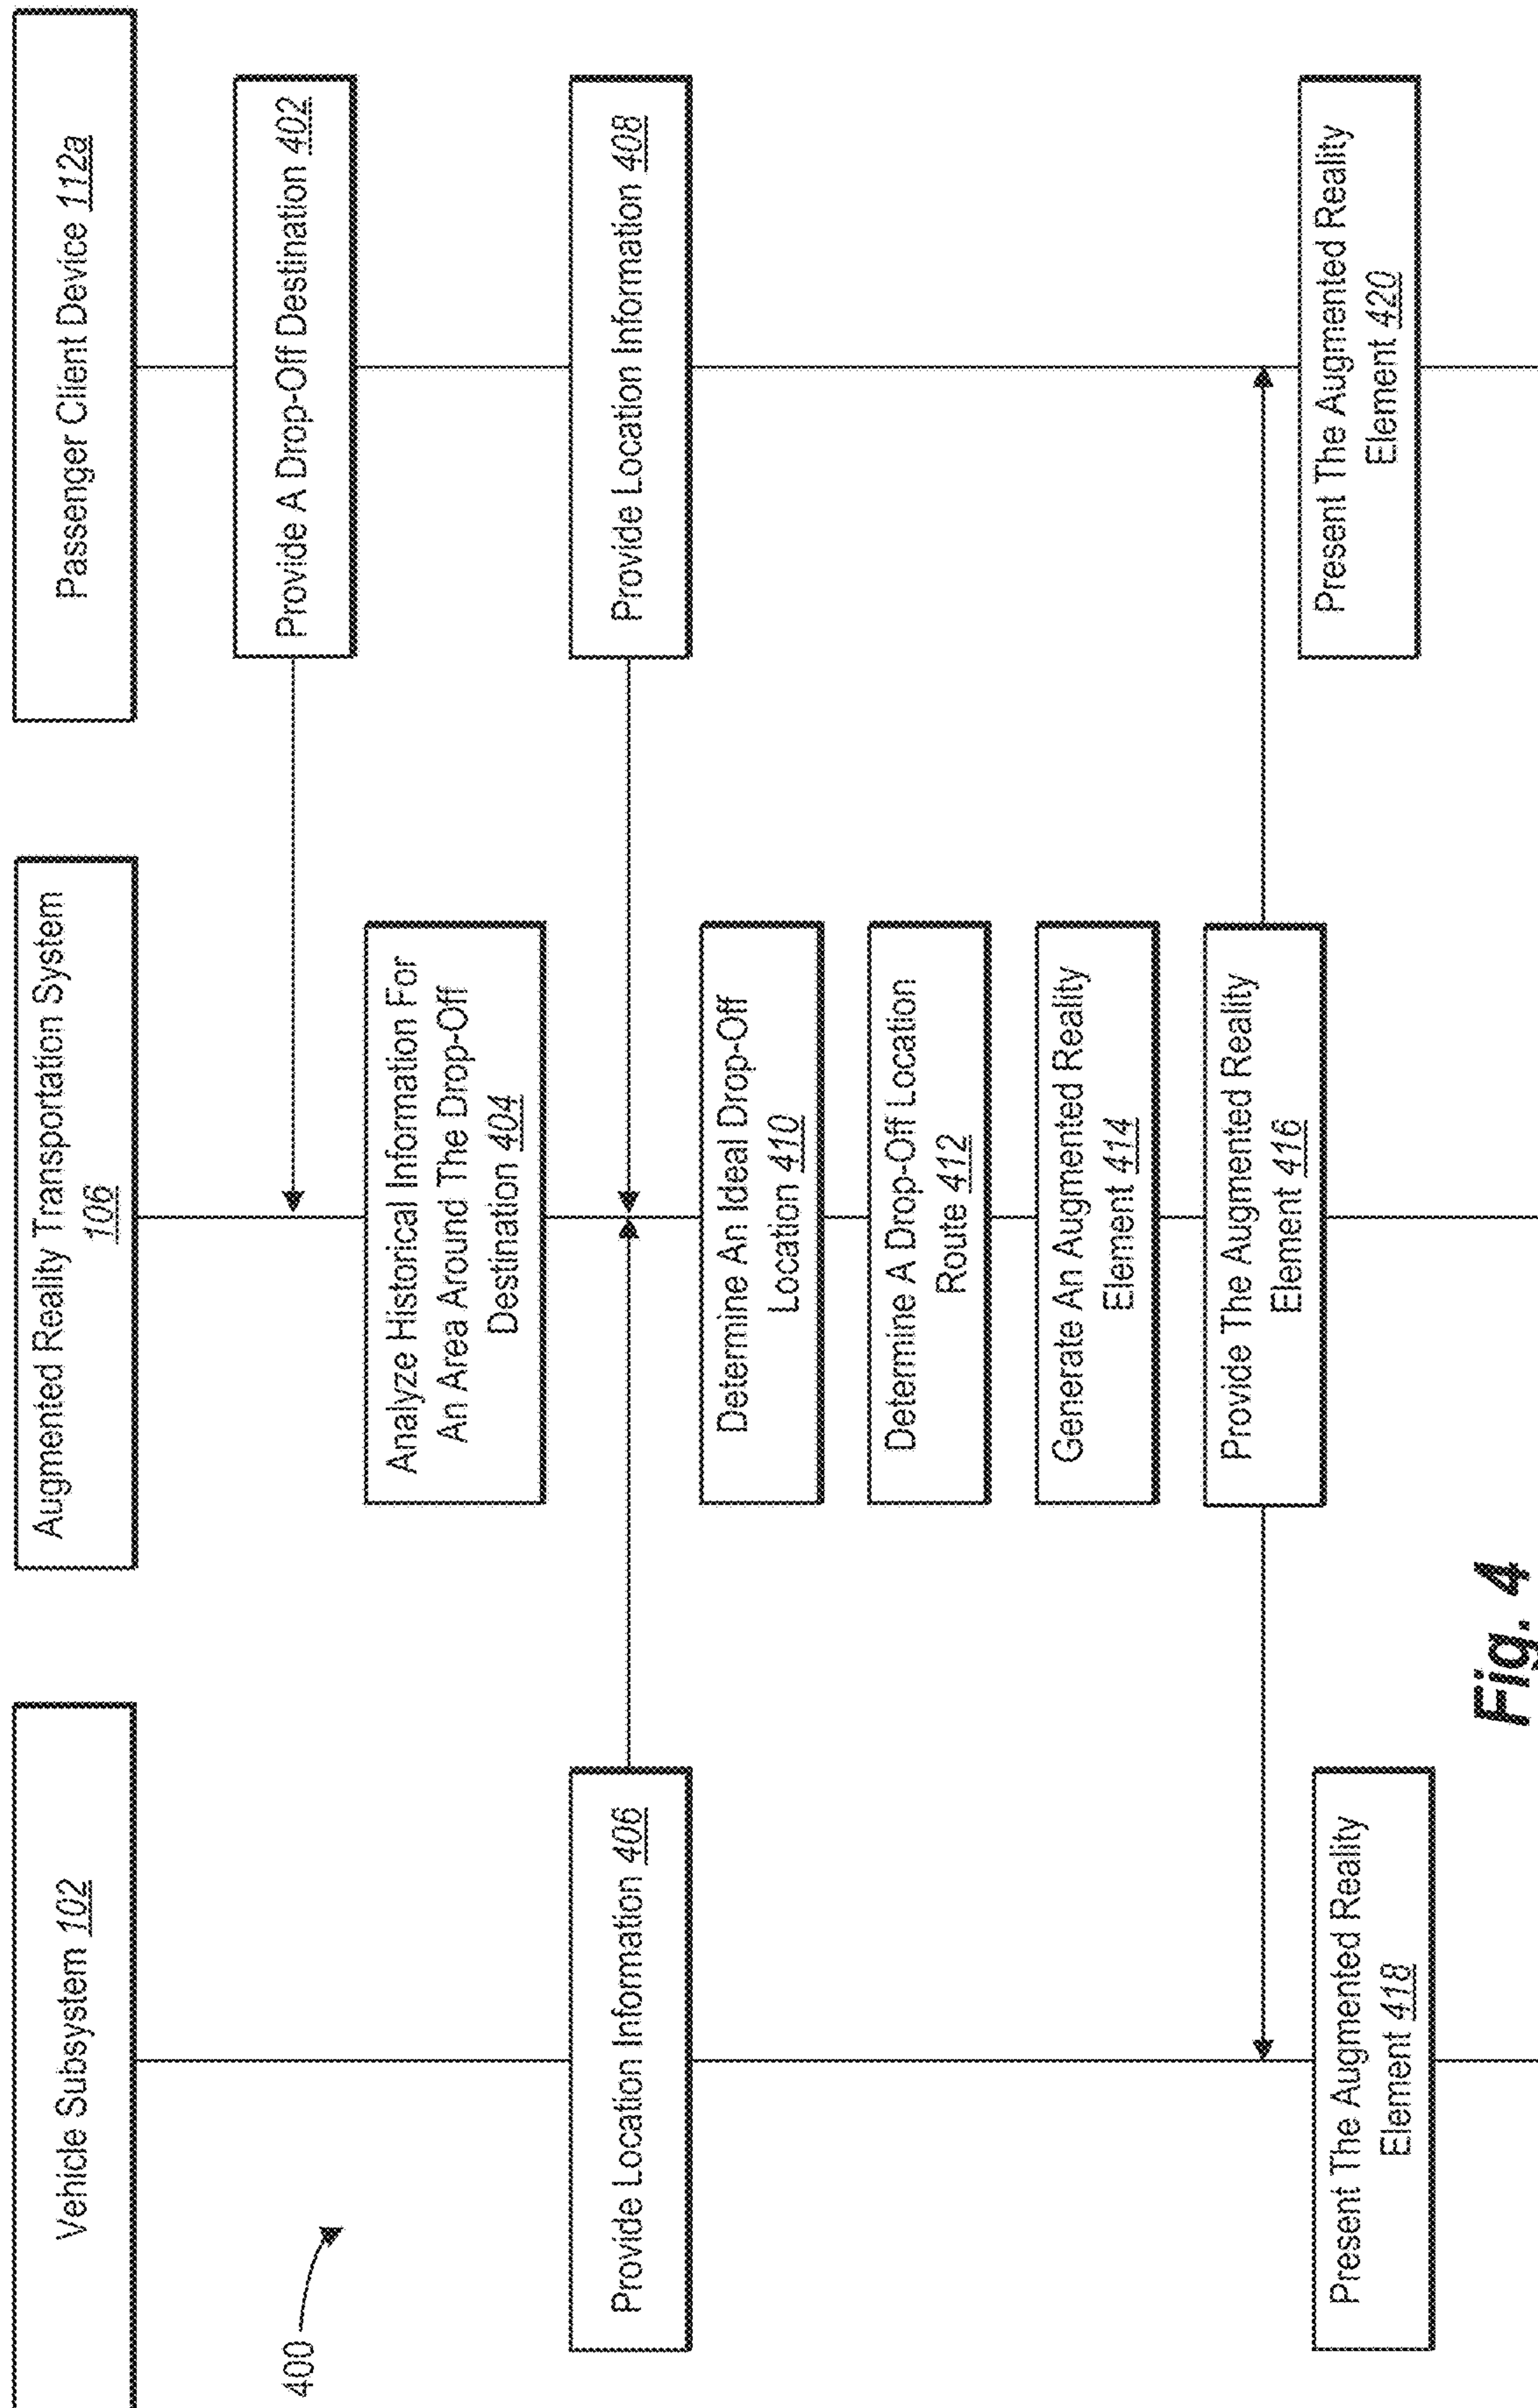 Vehicle Subsystem 102
Augmented Reality Transportation System
106
Passenger Client Device 112a
400
Provide A Drop-Off Destination 402
Analyze Historical Information For
An Area Around The Drop-Off
Destination 404
Provide Location Information 406
Provide Location Information 408
Determine An Ideal Drop-Off
Location 410
Determine A Drop-Off Location
Route 412
Generate An Augmented Reality
Element 414
Provide The Augmented Reality
Element 416
Present The Augmented Reality
Element 418
Present The Augmented Reality
Element 420
Fig. 4